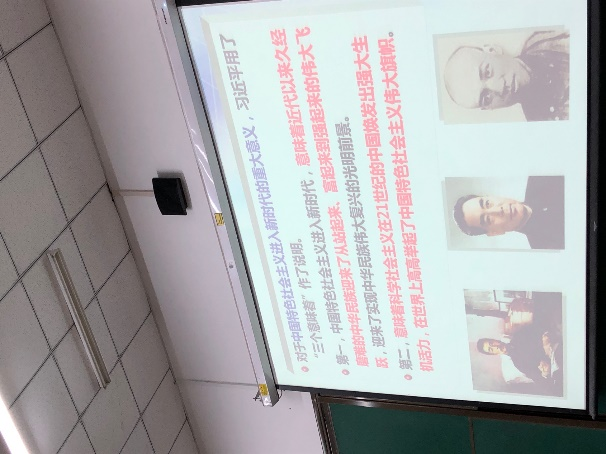 对于中国特色社会主义进入新时代的重大意义，习近平用了
“三个意味着”作了说明。
第一，中国特色社会主义进入新时代，意味着近代以来久经
磨难的中华民族迎来了从站起来、富起来到强起来的伟大飞
跃，迎来了实现中华民族伟大复兴的光明前景。
第二，意味着科学社会主义在21世纪的中国焕发出强大生
机活力，在世界上高高举起了中国特色社会主义伟大旗帜。